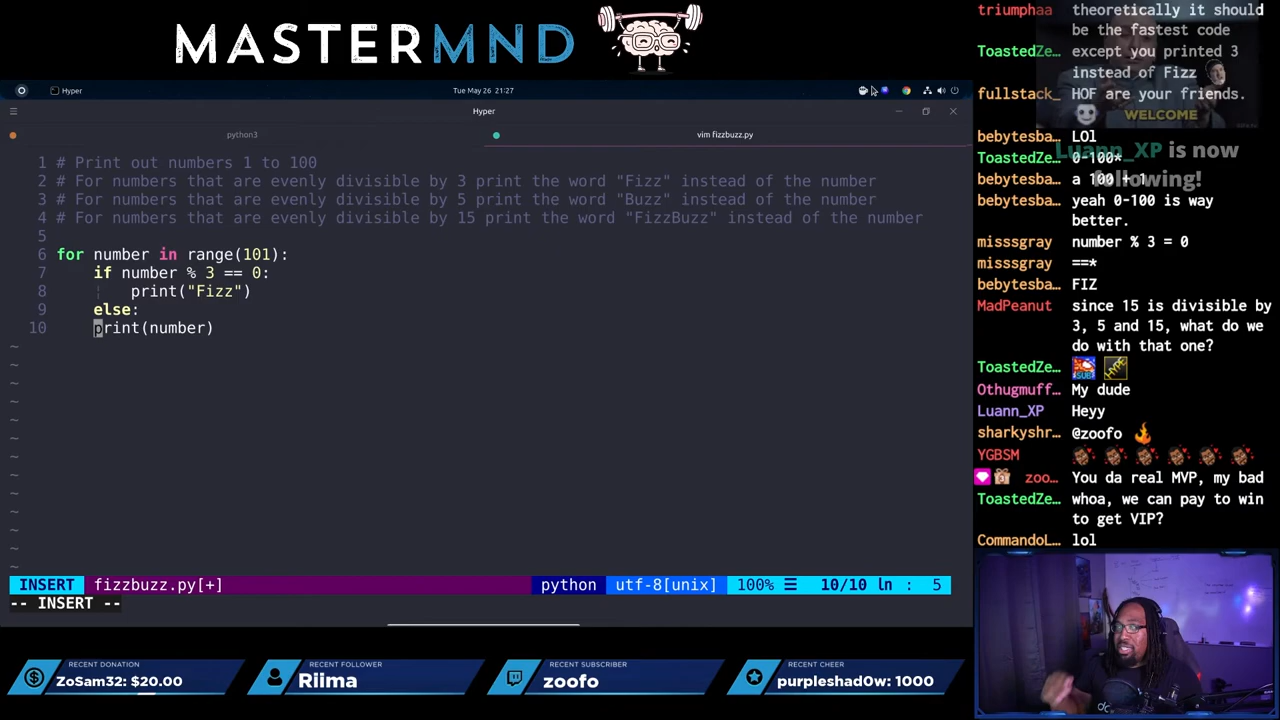 MASTERMND
Hyper
Tue May 26 21:27
Hyper
python3
vim fizzbuzz.py
1 # Print out numbers 1 to 100
2 # For numbers that are evenly divisible by 3 print the word "Fizz" instead of the number
3 # For numbers that are evenly divisible by 5 print the word "Buzz" instead of the number
4 # For numbers that are evenly divisible by 15 print the word "FizzBuzz" instead of the number
5
6 for number in range(101):
7 if number % 3 == 0:
8 print("Fizz")
9 else:
10 print(number)
~
~
~
~
~
~
~
~
~
~
~
~
~
INSERT fizzbuzz.py[+] python utf-8[unix] 100% ☰ 10/10 ln : 5
-- INSERT --
triumphaa theoretically it should
be the fastest code
ToastedZe… except you printed 3
instead of Fizz
fullstack_ HOF are your friends.
WELCOME
bebytesba… LOl
Luann_XP is now
following!
ToastedZe… 0-100*
bebytesba… a 100 + 1
bebytesba… yeah 0-100 is way
better.
misssgray number % 3 = 0
misssgray ==*
bebytesba… FIZ
MadPeanut since 15 is divisible by
3, 5 and 15, what do we
do with that one?
ToastedZe…
SUB HYPE
Othugmuff… My dude
Luann_XP Heyy
sharkyshr… @zoofo
YGBSM
zoo… You da real MVP, my bad
ToastedZe… whoa, we can pay to win
to get VIP?
CommandoL… lol
RECENT DONATION
ZoSam32: $20.00
RECENT FOLLOWER
Riima
RECENT SUBSCRIBER
zoofo
RECENT CHEER
purpleshad0w: 1000